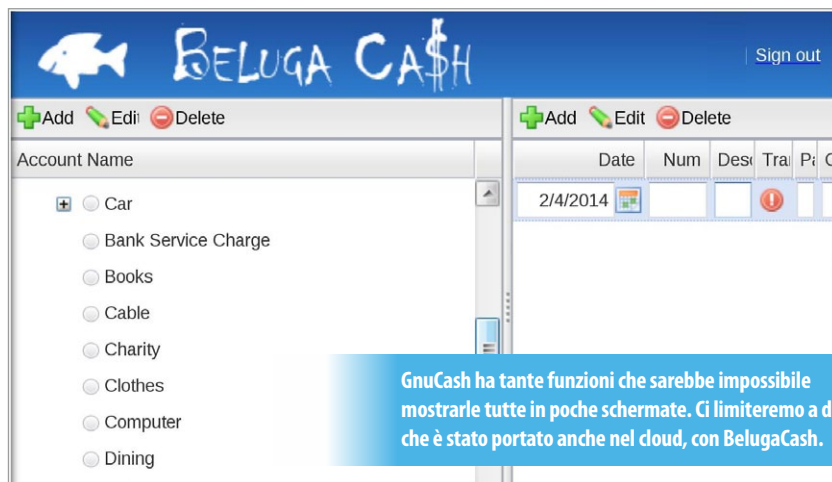 BELUGA CA$H
Sign out
Add Edit Delete
Add Edit Delete
Account Name
Date Num
2/4/2014
Car
Bank Service Charge
Books
Cable
Charity
Clothes
Computer
Dining
GnuCash ha tante funzioni che sarebbe impossibile
mostrarle tutte in poche schermate. Ci limiteremo a d
che è stato portato anche nel cloud, con BelugaCash.